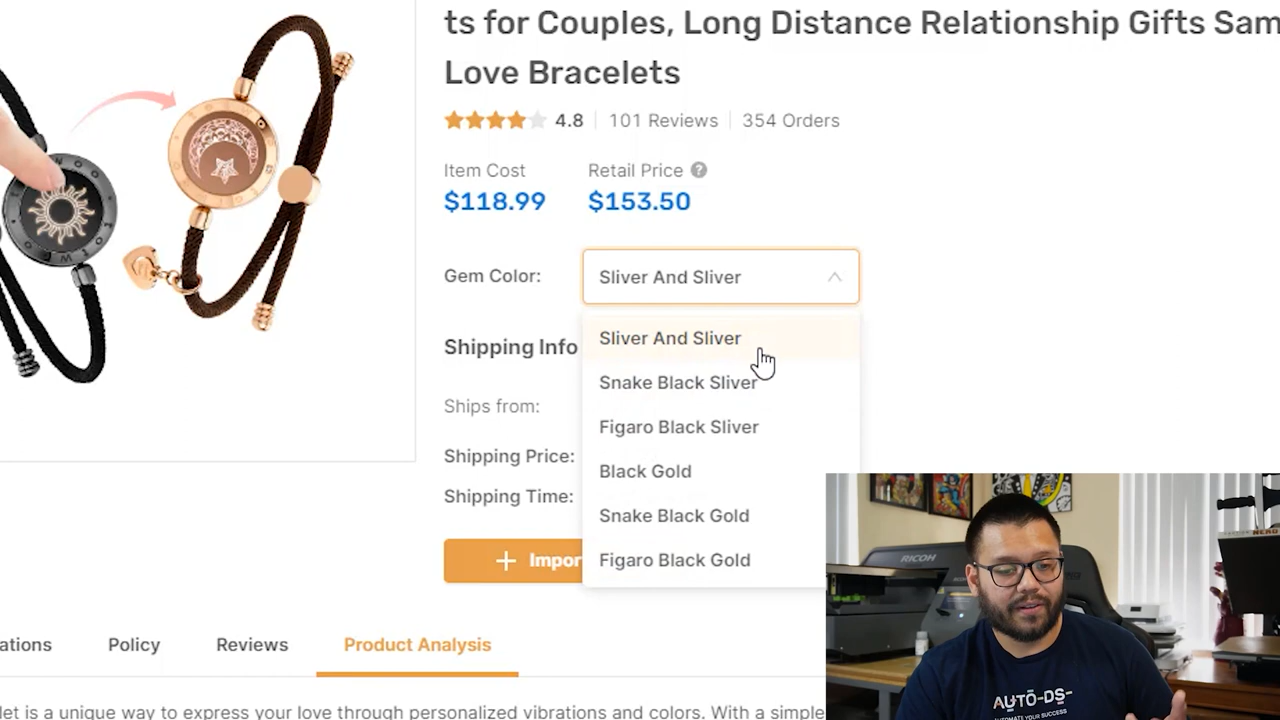 ts for Couples, Long Distance Relationship Gifts Sam
Love Bracelets
4.8
101 Reviews
354 Orders
Item Cost
Retail Price ?
$118.99
$153.50
Gem Color:
Sliver And Sliver
Sliver And Sliver
Snake Black Sliver
Figaro Black Sliver
Black Gold
Snake Black Gold
Figaro Black Gold
Shipping Info
Ships from:
Shipping Price:
Shipping Time:
+ Impor
ations
Policy
Reviews
Product Analysis
let is a unique way to express your love through personalized vibrations and colors. With a simple
RICOH
AUTO-DS-
AUTOMATE YOUR SUCCESS